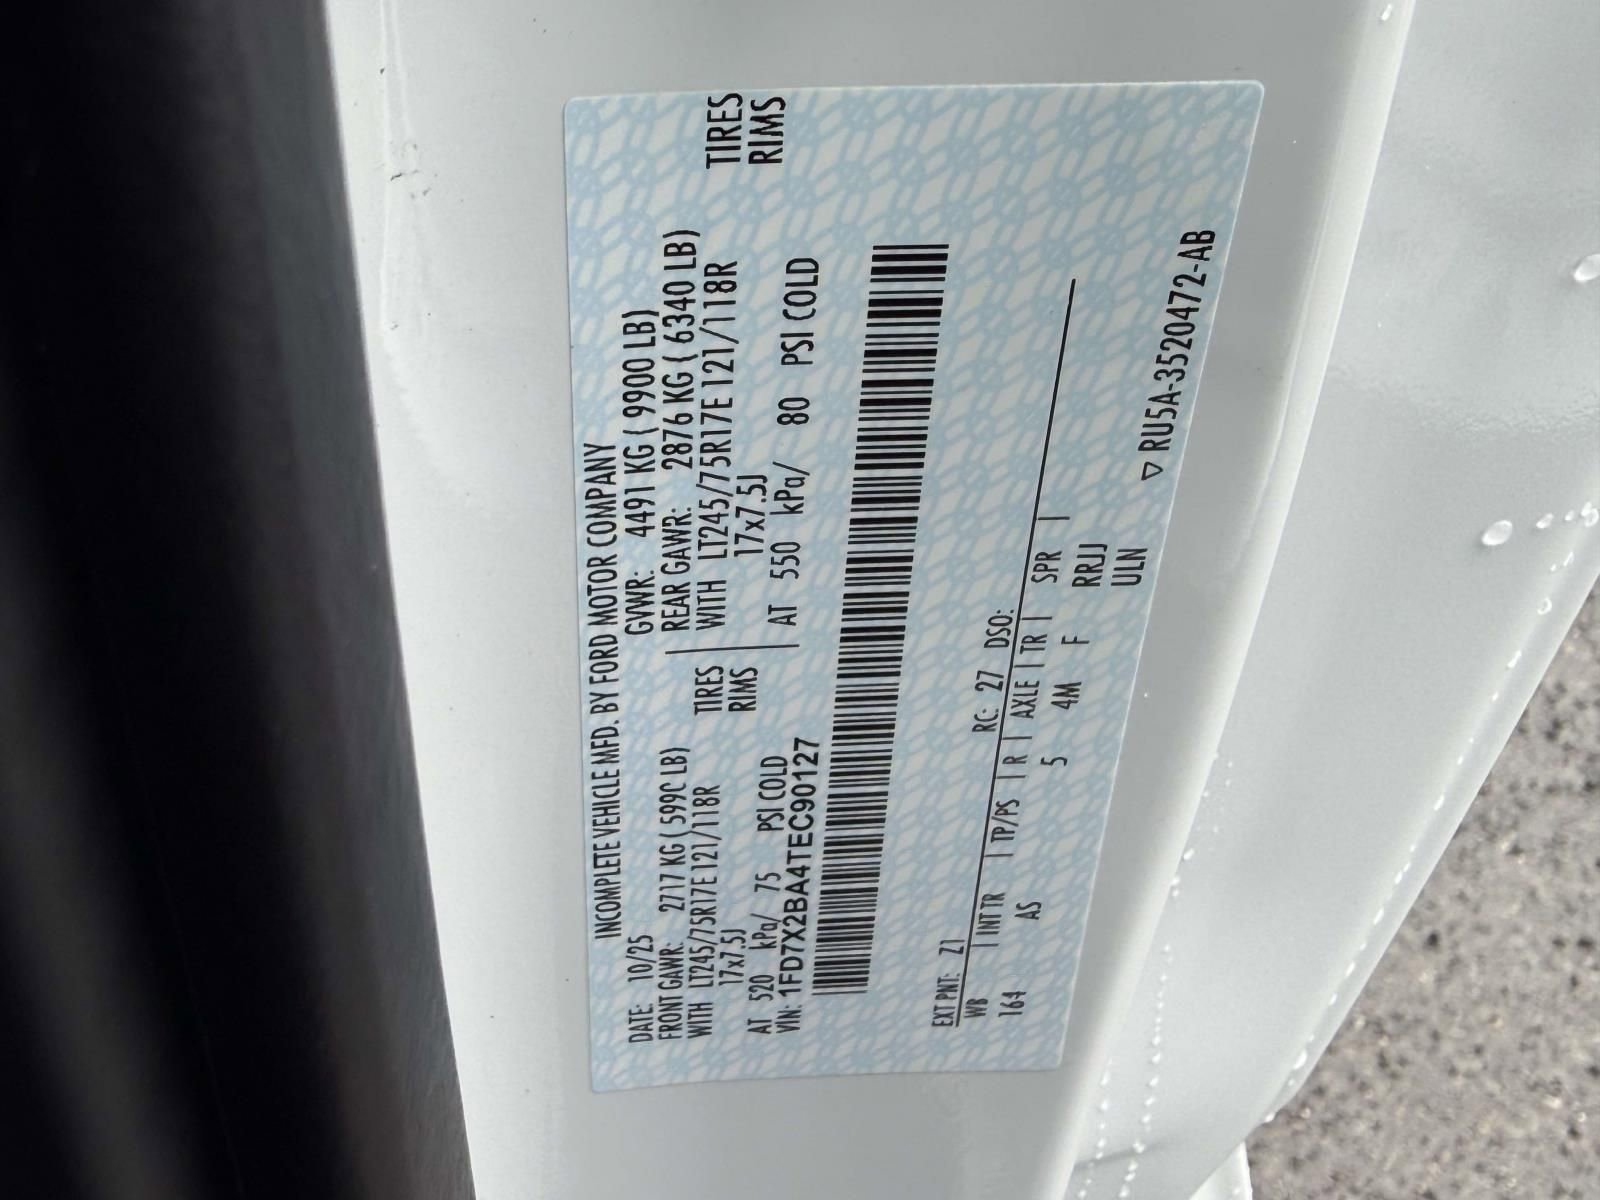 INCOMPLETE VEHICLE MFD. BY FORD MOTOR COMPANY
DATE: 10/25 GVWR: 4491 KG ( 9900 LB)
FRONT GAWR: 2717 KG ( 5990 LB) REAR GAWR: 2876 KG ( 6340 LB)
WITH LT245/75R17E121/118R TIRES WITH LT245/75R17E 121/118R TIRES
17x7.5J RIMS 17x7.5J RIMS
AT 520 kPa/ 75 PSI COLD AT 550 kPa/ 80 PSI COLD
VIN: 1FD7X2BA4TEC90127
EXT PNT: Z1 RC: 27 DSO:
WB INT TR TP/PS R AXLE TR SPR
164 AS 5 4M F RRJJ
ULN
▽ RU5A-3520472-AB